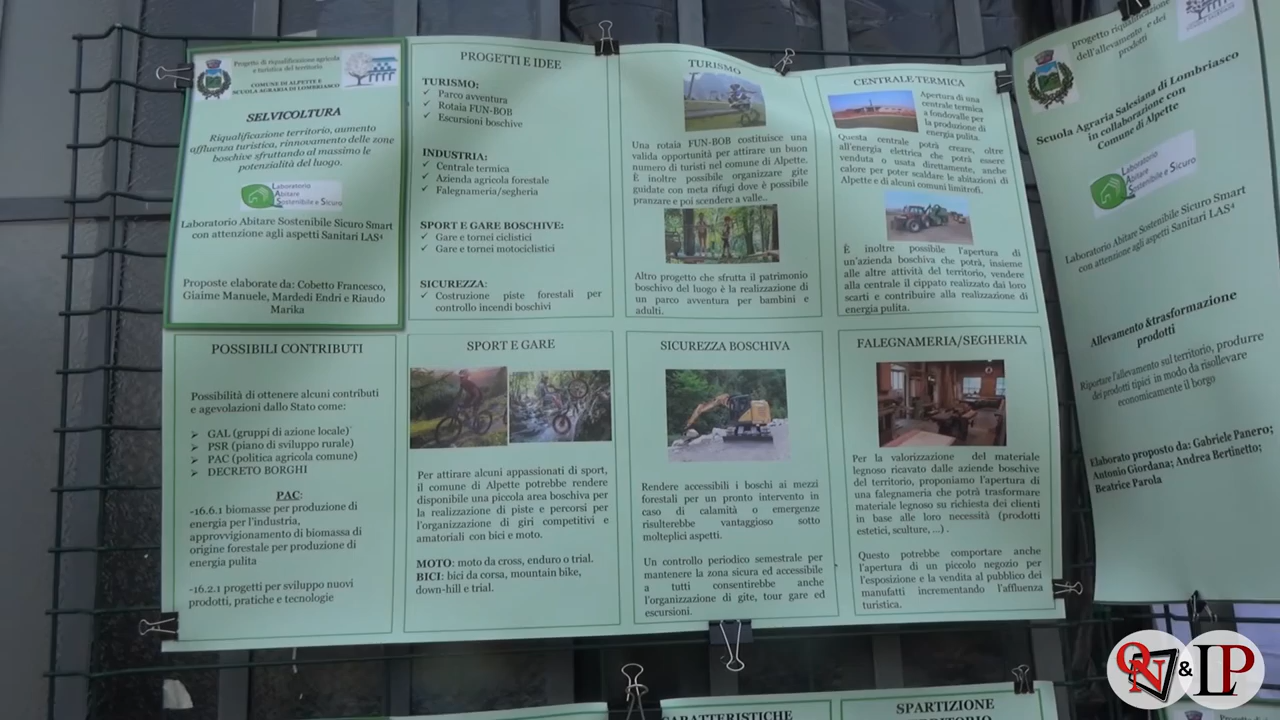 Progetto di riqualificazione agricola
e turistica del territorio
COMUNE DI ALPETTE E
SCUOLA AGRARIA DI LOMBRIASCO
SELVICOLTURA
Riqualificazione territorio, aumento
affluenza turistica, rinnovamento delle zone
boschive sfruttando al massimo le
potenzialità del luogo.
Laboratorio
Abitare
Sostenibile e Sicuro
Laboratorio Abitare Sostenibile Sicuro Smart
con attenzione agli aspetti Sanitari LAS⁴
Proposte elaborate da: Cobetto Francesco,
Giaime Manuele, Mardedi Endri e Riaudo
Marika
PROGETTI E IDEE
TURISMO:
✓ Parco avventura
✓ Rotaia FUN-BOB
✓ Escursioni boschive
INDUSTRIA:
✓ Centrale termica
✓ Azienda agricola forestale
✓ Falegnameria/segheria
SPORT E GARE BOSCHIVE:
✓ Gare e tornei ciclistici
✓ Gare e tornei motociclistici
SICUREZZA:
✓ Costruzione piste forestali per
controllo incendi boschivi
TURISMO
Una rotaia FUN-BOB costituisce una
valida opportunità per attirare un buon
numero di turisti nel comune di Alpette.
È inoltre possibile organizzare gite
guidate con meta rifugi dove è possibile
pranzare e poi scendere a valle..
Altro progetto che sfrutta il patrimonio
boschivo del luogo è la realizzazione di
un parco avventura per bambini e
adulti.
CENTRALE TERMICA
Apertura di una
centrale termica
a fondovalle per
la produzione di
energia pulita.
Questa centrale potrà creare, oltre
all'energia elettrica che potrà essere
venduta o usata direttamente, anche
calore per poter scaldare le abitazioni di
Alpette e di alcuni comuni limitrofi.
È inoltre possibile l'apertura di
un'azienda boschiva che potrà, insieme
alle altre attività del territorio, vendere
alla centrale il cippato realizzato dai loro
scarti e contribuire alla realizzazione di
energia pulita.
POSSIBILI CONTRIBUTI
Possibilità di ottenere alcuni contributi
e agevolazioni dallo Stato come:
➢ GAL (gruppi di azione locale)
➢ PSR (piano di sviluppo rurale)
➢ PAC (politica agricola comune)
➢ DECRETO BORGHI
PAC:
-16.6.1 biomasse per produzione di
energia per l'industria,
approvvigionamento di biomassa di
origine forestale per produzione di
energia pulita
-16.2.1 progetti per sviluppo nuovi
prodotti, pratiche e tecnologie
SPORT E GARE
Per attirare alcuni appassionati di sport,
il comune di Alpette potrebbe rendere
disponibile una piccola area boschiva per
la realizzazione di piste e percorsi per
l'organizzazione di giri competitivi e
amatoriali con bici e moto.
MOTO: moto da cross, enduro o trial.
BICI: bici da corsa, mountain bike,
down-hill e trial.
SICUREZZA BOSCHIVA
Rendere accessibili i boschi ai mezzi
forestali per un pronto intervento in
caso di calamità o emergenze
risulterebbe vantaggioso sotto
molteplici aspetti.
Un controllo periodico semestrale per
mantenere la zona sicura ed accessibile
a tutti consentirebbe anche
l'organizzazione di gite, tour gare ed
escursioni.
FALEGNAMERIA/SEGHERIA
Per la valorizzazione del materiale
legnoso ricavato dalle aziende boschive
del territorio, proponiamo l'apertura di
una falegnameria che potrà trasformare
materiale legnoso su richiesta dei clienti
in base alle loro necessità (prodotti
estetici, sculture, ...) .
Questo potrebbe comportare anche
l'apertura di un piccolo negozio per
l'esposizione e la vendita al pubblico dei
manufatti incrementando l'affluenza
turistica.
progetto riqualificazione
dell'allevamento e dei
prodotti
Scuola Agraria Salesiana di Lombriasco
in collaborazione con
Comune di Alpette
Laboratorio
Abitare
Sostenibile e Sicuro
Laboratorio Abitare Sostenibile Sicuro Smart
con attenzione agli aspetti Sanitari LAS⁴
Allevamento &trasformazione
prodotti
Riportare l'allevamento sul territorio, produrre
dei prodotti tipici in modo da risollevare
economicamente il borgo
Elaborato proposto da: Gabriele Panero;
Antonio Giordana; Andrea Bertinetto;
Beatrice Parola
CARATTERISTICHE
SPARTIZIONE
TERRITORIO
QN & LP